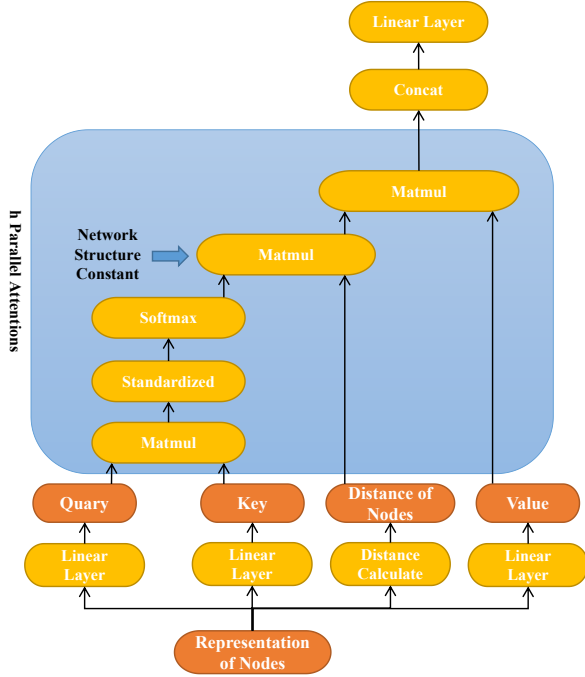 Linear Layer
Concat
Matmul
h Parallel Attentions
Network
Structure
Constant
Matmul
Softmax
Standardized
Matmul
Quary
Key
Distance of
Nodes
Value
Linear
Layer
Linear
Layer
Distance
Calculate
Linear
Layer
Representation
of Nodes